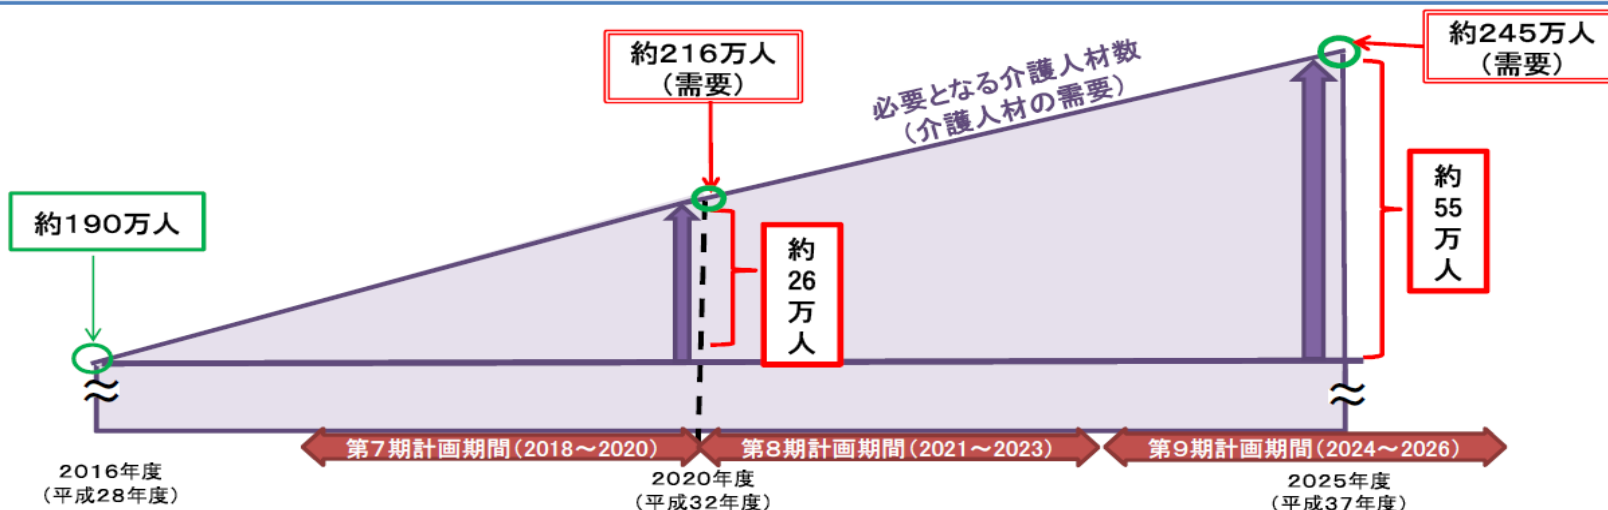 約216万人
（需要）
約245万人
（需要）
必要となる介護人材数
（介護人材の需要）
約190万人
約
26
万
人
約
55
万
人
第7期計画期間（2018～2020）
第8期計画期間（2021～2023）
第9期計画期間（2024～2026）
2016年度
（平成28年度）
2020年度
（平成32年度）
2025年度
（平成37年度）